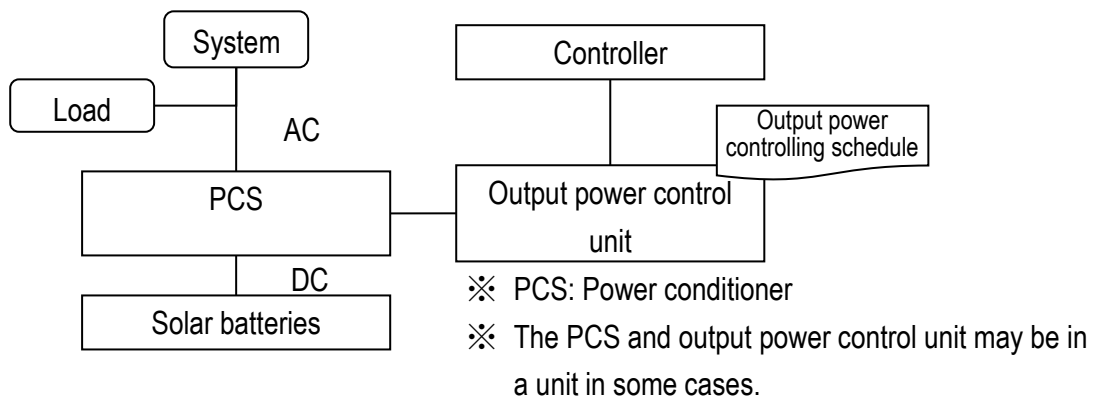 System
Controller
Load
AC
Output power
controlling schedule
PCS
Output power control
unit
DC
Solar batteries
※ PCS: Power conditioner
※ The PCS and output power control unit may be in
a unit in some cases.